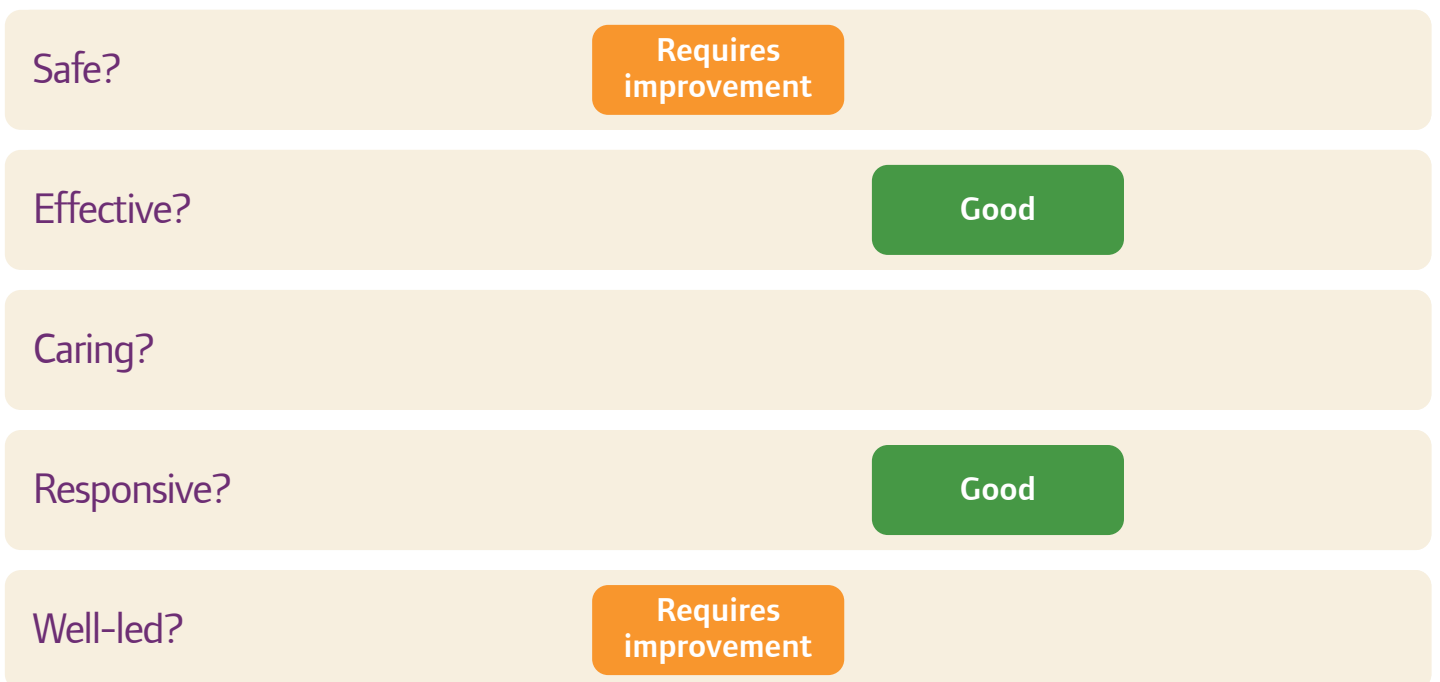 Safe?
Requires
improvement
Effective?
Good
Caring?
Responsive?
Good
Well-led?
Requires
improvement